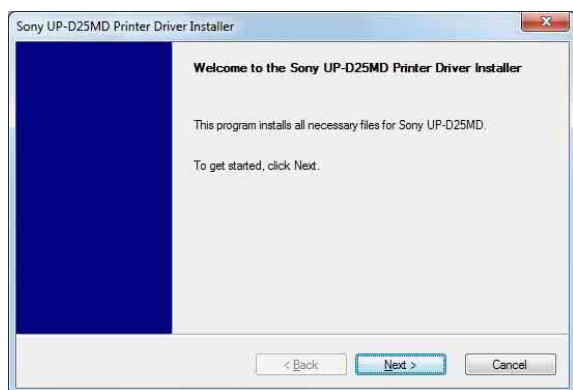 Sony UP-D25MD Printer Driver Installer
Welcome to the Sony UP-D25MD Printer Driver Installer
This program installs all necessary files for Sony UP-D25MD.
To get started, click Next.
< Back
Next >
Cancel